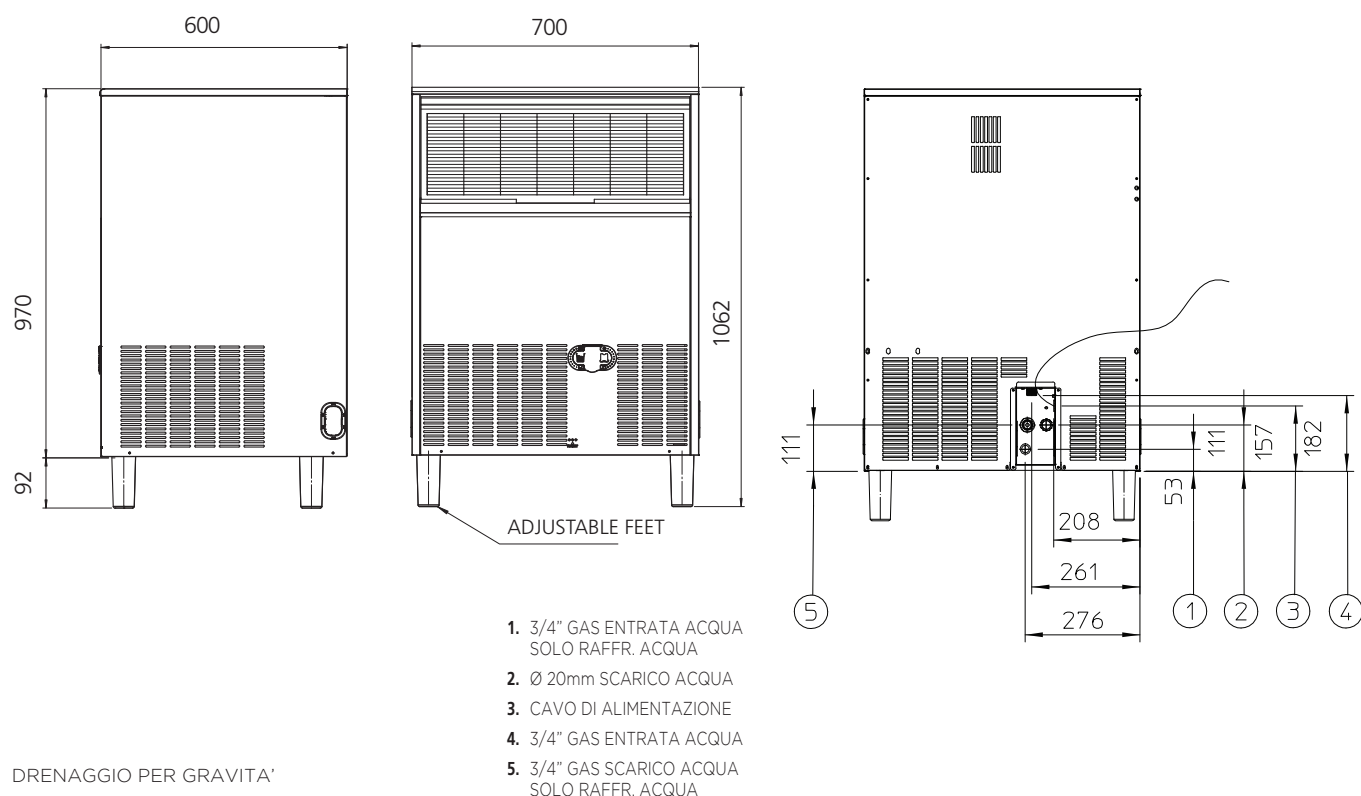 600
700
970
92
1062
ADJUSTABLE FEET
111
111
157
182
53
208
261
276
5
1
2
3
4
1. 3/4” GAS ENTRATA ACQUA
SOLO RAFFR. ACQUA
2. Ø 20mm SCARICO ACQUA
3. CAVO DI ALIMENTAZIONE
4. 3/4” GAS ENTRATA ACQUA
5. 3/4” GAS SCARICO ACQUA
SOLO RAFFR. ACQUA
DRENAGGIO PER GRAVITA’